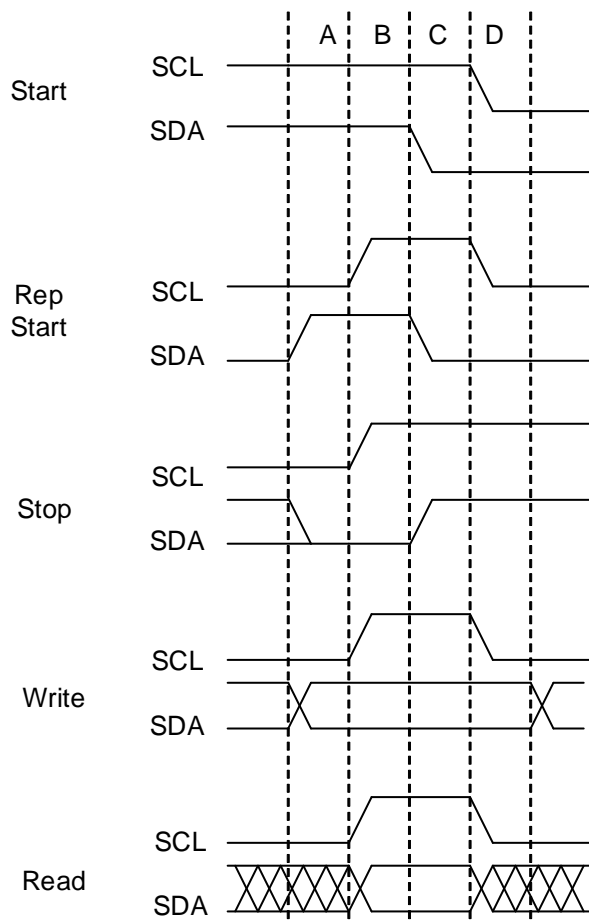 A B C D
SCL
Start
SDA
SCL
Rep
Start
SDA
SCL
Stop
SDA
SCL
Write
SDA
SCL
Read
SDA